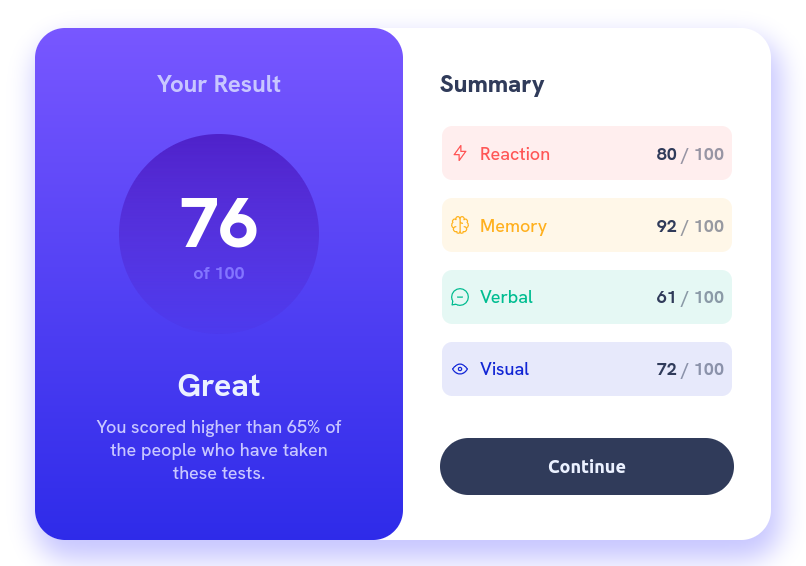 Your Result
76
of 100
Great
You scored higher than 65% of
the people who have taken
these tests.
Summary
Reaction 80 / 100
Memory 92 / 100
Verbal 61 / 100
Visual 72 / 100
Continue